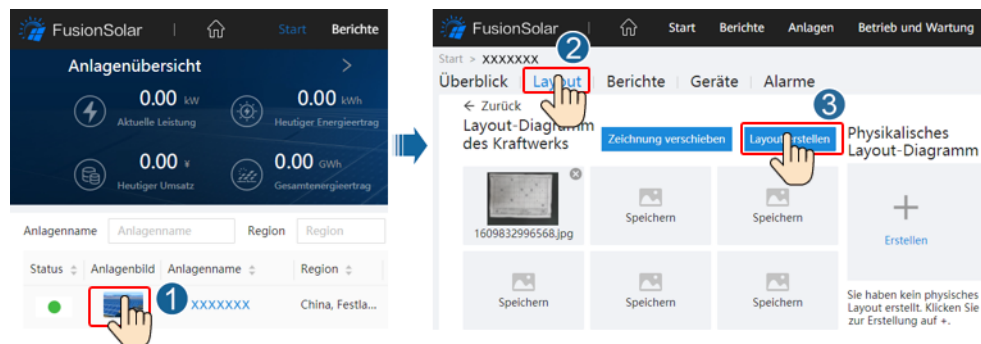 FusionSolar
Start
Berichte
Anlagenübersicht
>
0.00 kW
Aktuelle Leistung
0.00 kWh
Heutiger Energieertrag
0.00 ¥
Heutiger Umsatz
0.00 GWh
Gesamtenergieertrag
Anlagenname
Anlagenname
Region
Region
Status
Anlagenbild
Anlagenname
Region
1
XXXXXXX
China, Festla...
FusionSolar
Start
Berichte
Anlagen
Betrieb und Wartung
2
Start > XXXXXXX
Überblick
Layout
Berichte
Geräte
Alarme
3
← Zurück
Layout-Diagramm
des Kraftwerks
Zeichnung verschieben
Layout erstellen
Physikalisches
Layout-Diagramm
1609832996568.jpg
Speichern
Speichern
+
Erstellen
Speichern
Speichern
Speichern
Sie haben kein physisches
Layout erstellt. Klicken Sie
zur Erstellung auf +.